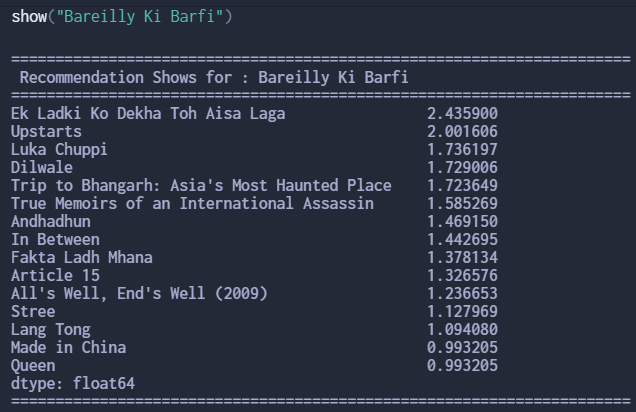 show("Bareilly Ki Barfi")
======================================================================
Recommendation Shows for : Bareilly Ki Barfi
======================================================================
Ek Ladki Ko Dekha Toh Aisa Laga 2.435900
Upstarts 2.001606
Luka Chuppi 1.736197
Dilwale 1.729006
Trip to Bhangarh: Asia's Most Haunted Place 1.723649
True Memoirs of an International Assassin 1.585269
Andhadhun 1.469150
In Between 1.442695
Fakta Ladh Mhana 1.378134
Article 15 1.326576
All's Well, End's Well (2009) 1.236653
Stree 1.127969
Lang Tong 1.094080
Made in China 0.993205
Queen 0.993205
dtype: float64
======================================================================